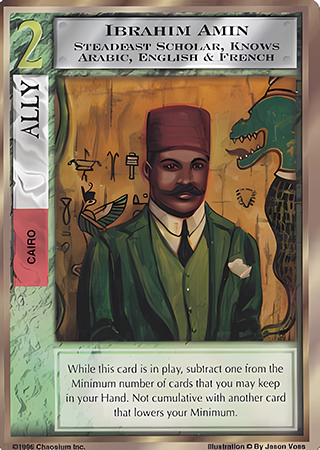 2
IBRAHIM AMIN
STEADFAST SCHOLAR, KNOWS
ARABIC, ENGLISH & FRENCH
ALLY
CAIRO
While this card is in play, subtract one from the
Minimum number of cards that you may keep
in your Hand. Not cumulative with another card
that lowers your Minimum.
©1996 Chaosium Inc.
Illustration © By Jason Voss